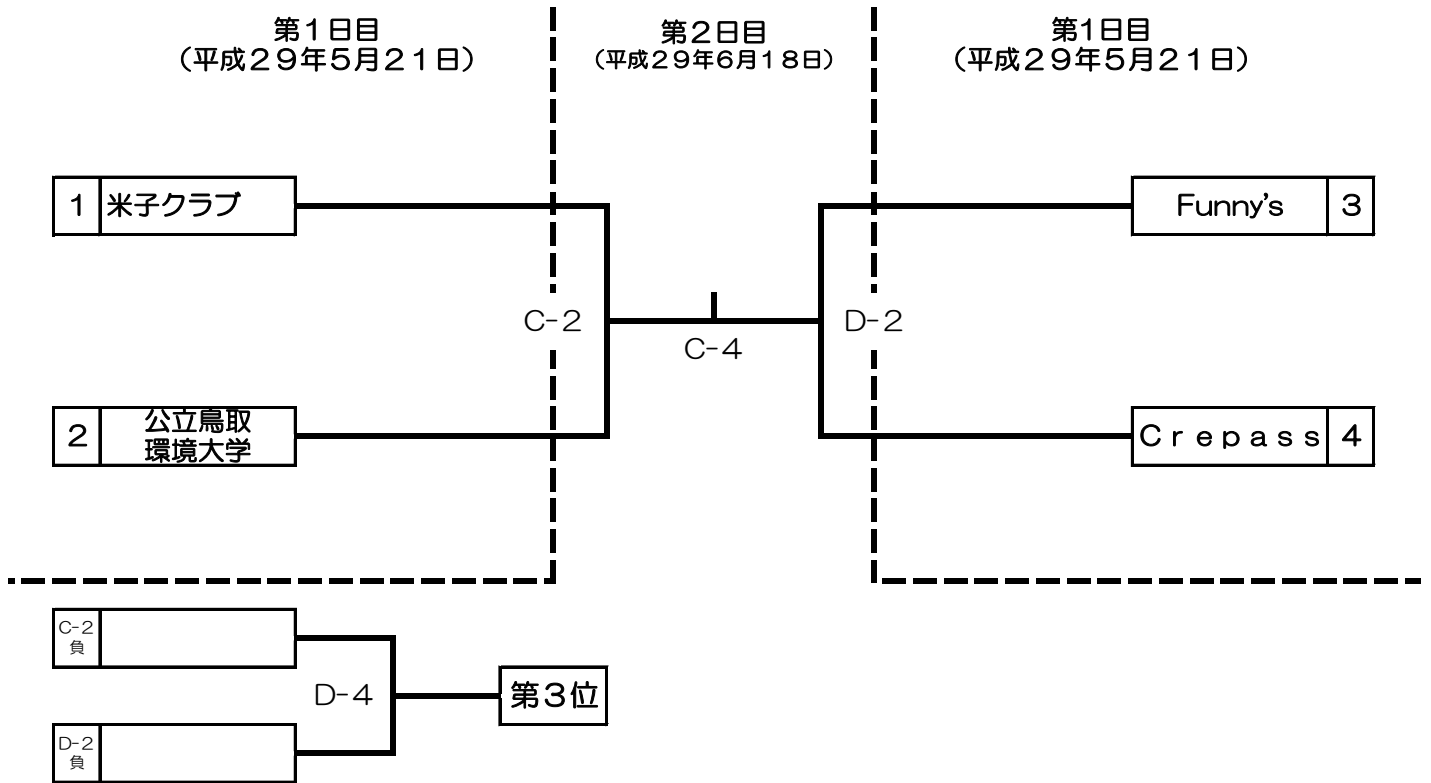 第１日目
（平成２９年５月２１日）
第２日目
（平成２９年６月１８日）
第1日目
（平成２９年５月２１日）
1 米子クラブ
Funny's 3
C-2
C-4
D-2
2 公立鳥取
環境大学
Ｃｒｅｐａｓｓ 4
C-2
負
D-4
第３位
D-2
負